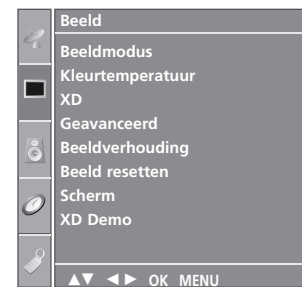 Beeld
Beeldmodus
Kleurtemperatuur
XD
Geavanceerd
Beeldverhouding
Beeld resetten
Scherm
XD Demo
▲▼ ◄► OK MENU